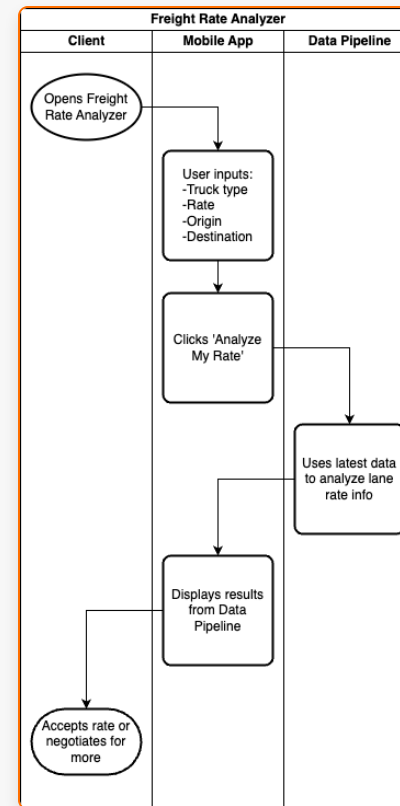 Freight Rate Analyzer
Client
Mobile App
Data Pipeline
Opens Freight
Rate Analyzer
User inputs:
-Truck type
-Rate
-Origin
-Destination
Clicks 'Analyze
My Rate'
Uses latest data
to analyze lane
rate info
Displays results
from Data
Pipeline
Accepts rate or
negotiates for
more